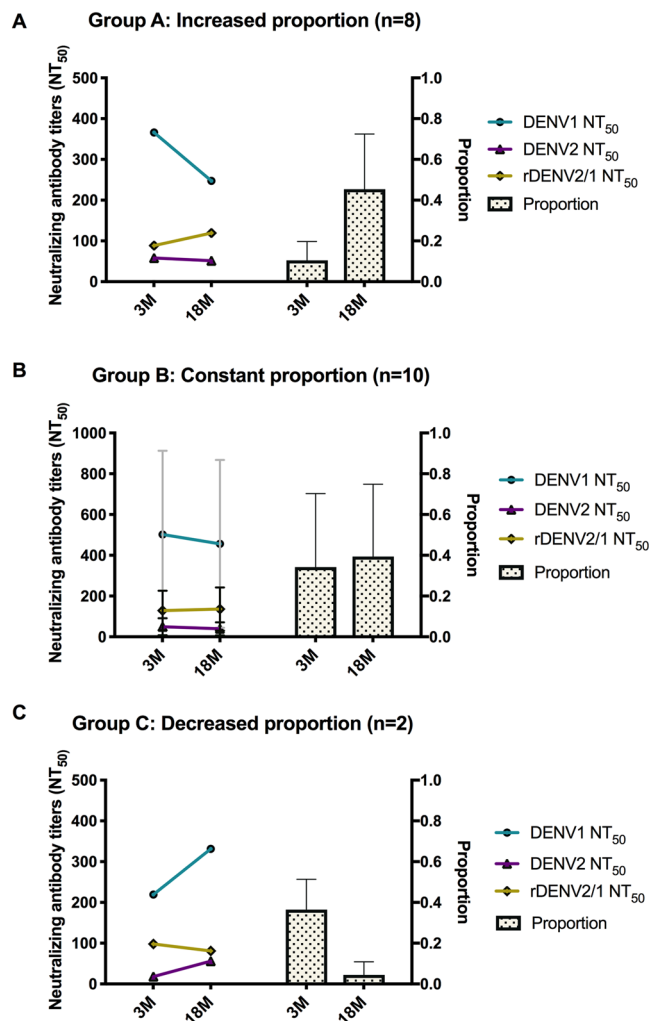 A
Group A: Increased proportion (n=8)
Neutralizing antibody titers (NT50)
500
400
300
200
100
0
3M
18M
3M
18M
1.0
0.8
0.6
0.4
0.2
0.0
Proportion
DENV1 NT50
DENV2 NT50
rDENV2/1 NT50
Proportion
B
Group B: Constant proportion (n=10)
Neutralizing antibody titers (NT50)
1000
800
600
400
200
0
3M
18M
3M
18M
1.0
0.8
0.6
0.4
0.2
0.0
Proportion
DENV1 NT50
DENV2 NT50
rDENV2/1 NT50
Proportion
C
Group C: Decreased proportion (n=2)
Neutralizing antibody titers (NT50)
500
400
300
200
100
0
3M
18M
3M
18M
1.0
0.8
0.6
0.4
0.2
0.0
Proportion
DENV1 NT50
DENV2 NT50
rDENV2/1 NT50
Proportion